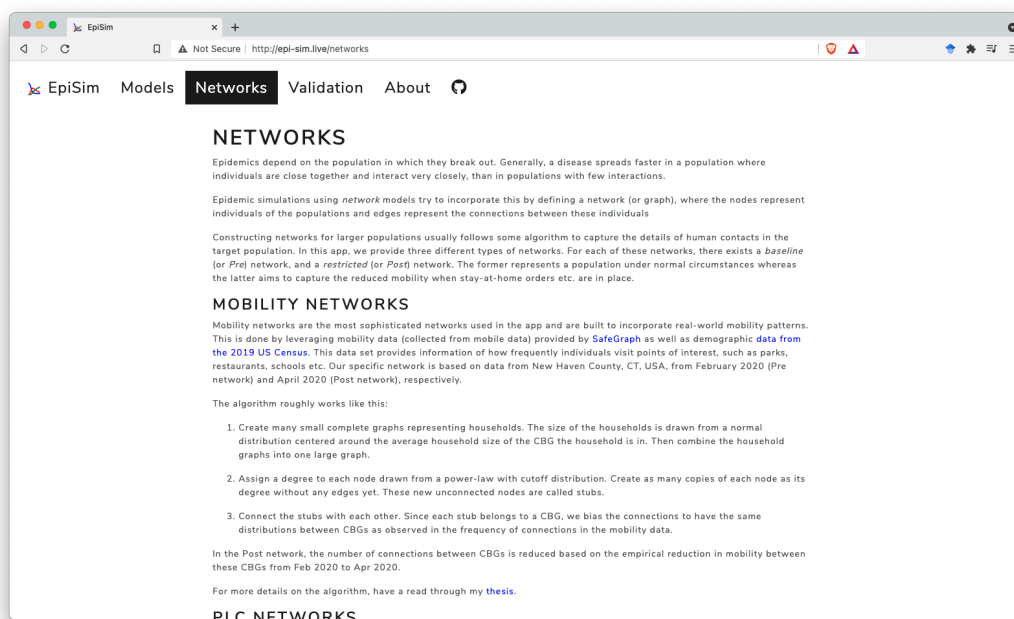 EpiSim
Not Secure | http://epi-sim.live/networks
EpiSim Models Networks Validation About
NETWORKS
Epidemics depend on the population in which they break out. Generally, a disease spreads faster in a population where
individuals are close together and interact very closely, than in populations with few interactions.
Epidemic simulations using network models try to incorporate this by defining a network (or graph), where the nodes represent
individuals of the populations and edges represent the connections between these individuals
Constructing networks for larger populations usually follows some algorithm to capture the details of human contacts in the
target population. In this app, we provide three different types of networks. For each of these networks, there exists a baseline
(or Pre) network, and a restricted (or Post) network. The former represents a population under normal circumstances whereas
the latter aims to capture the reduced mobility when stay-at-home orders etc. are in place.
MOBILITY NETWORKS
Mobility networks are the most sophisticated networks used in the app and are built to incorporate real-world mobility patterns.
This is done by leveraging mobility data (collected from mobile data) provided by SafeGraph as well as demographic data from
the 2019 US Census. This data set provides information of how frequently individuals visit points of interest, such as parks,
restaurants, schools etc. Our specific network is based on data from New Haven County, CT, USA, from February 2020 (Pre
network) and April 2020 (Post network), respectively.
The algorithm roughly works like this:
1. Create many small complete graphs representing households. The size of the households is drawn from a normal
distribution centered around the average household size of the CBG the household is in. Then combine the household
graphs into one large graph.
2. Assign a degree to each node drawn from a power-law with cutoff distribution. Create as many copies of each node as its
degree without any edges yet. These new unconnected nodes are called stubs.
3. Connect the stubs with each other. Since each stub belongs to a CBG, we bias the connections to have the same
distributions between CBGs as observed in the frequency of connections in the mobility data.
In the Post network, the number of connections between CBGs is reduced based on the empirical reduction in mobility between
these CBGs from Feb 2020 to Apr 2020.
For more details on the algorithm, have a read through my thesis.
PLC NETWORKS